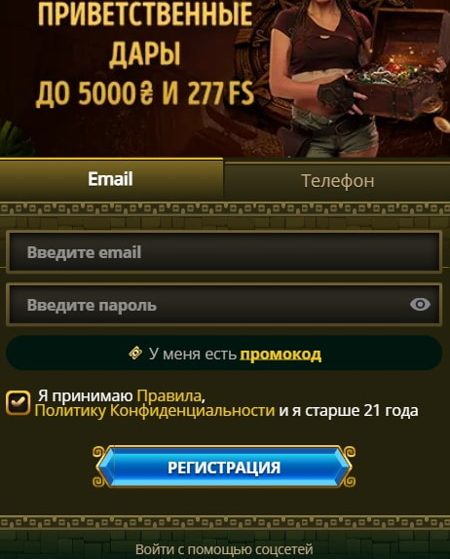 ПРИВЕТСТВЕННЫЕ
ДАРЫ
ДО 5000 ₴ И 277 FS
Email
Телефон
Введите email
Введите пароль
У меня есть промокод
Я принимаю Правила,
Политику Конфиденциальности и я старше 21 года
РЕГИСТРАЦИЯ
Войти с помощью соцсетей